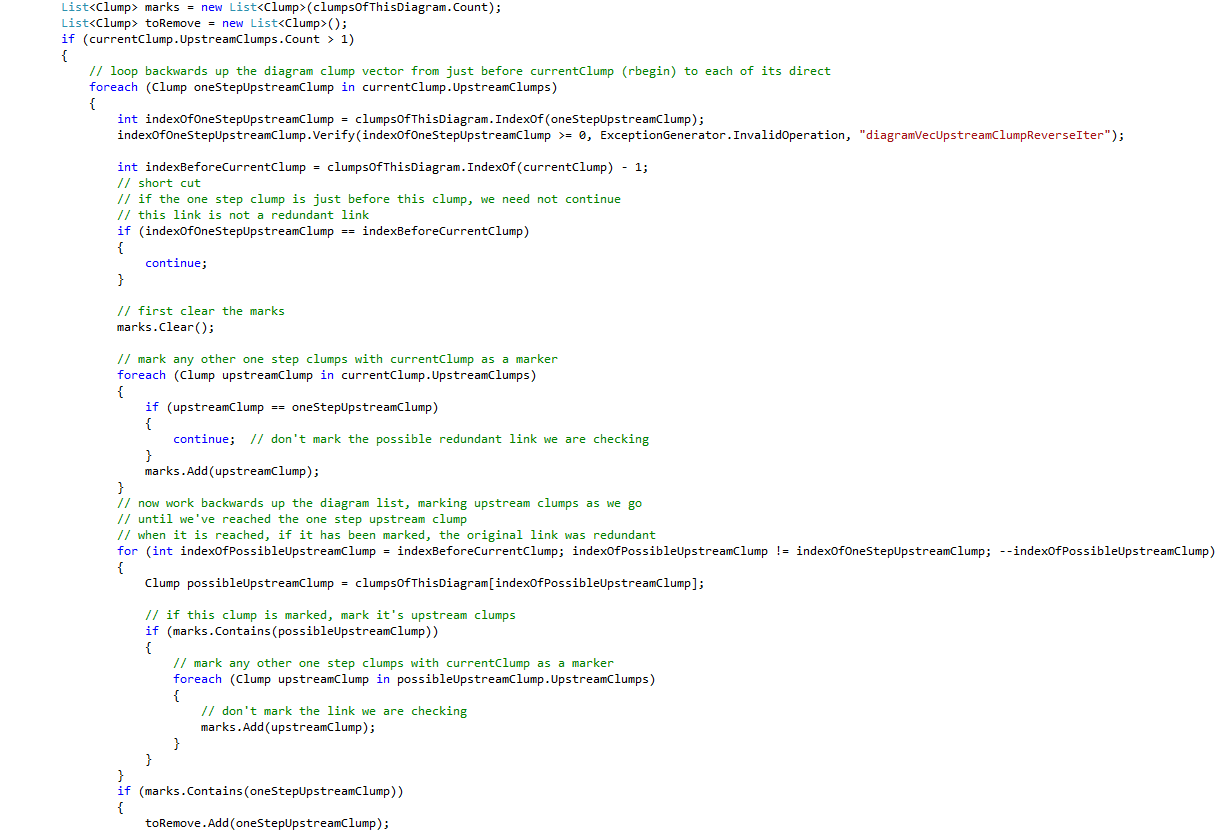 List<Clump> marks = new List<Clump>(clumpsOfThisDiagram.Count);
List<Clump> toRemove = new List<Clump>();
if (currentClump.UpstreamClumps.Count > 1)
{
    // loop backwards up the diagram clump vector from just before currentClump (rbegin) to each of its direct
    foreach (Clump oneStepUpstreamClump in currentClump.UpstreamClumps)
    {
        int indexOfOneStepUpstreamClump = clumpsOfThisDiagram.IndexOf(oneStepUpstreamClump);
        indexOfOneStepUpstreamClump.Verify(indexOfOneStepUpstreamClump >= 0, ExceptionGenerator.InvalidOperation, "diagramVecUpstreamClumpReverseIter");

        int indexBeforeCurrentClump = clumpsOfThisDiagram.IndexOf(currentClump) - 1;
        // short cut
        // if the one step clump is just before this clump, we need not continue
        // this link is not a redundant link
        if (indexOfOneStepUpstreamClump == indexBeforeCurrentClump)
        {
            continue;
        }

        // first clear the marks
        marks.Clear();

        // mark any other one step clumps with currentClump as a marker
        foreach (Clump upstreamClump in currentClump.UpstreamClumps)
        {
            if (upstreamClump == oneStepUpstreamClump)
            {
                continue;  // don't mark the possible redundant link we are checking
            }
            marks.Add(upstreamClump);
        }
        // now work backwards up the diagram list, marking upstream clumps as we go
        // until we've reached the one step upstream clump
        // when it is reached, if it has been marked, the original link was redundant
        for (int indexOfPossibleUpstreamClump = indexBeforeCurrentClump; indexOfPossibleUpstreamClump != indexOfOneStepUpstreamClump; --indexOfPossibleUpstreamClump)
        {
            Clump possibleUpstreamClump = clumpsOfThisDiagram[indexOfPossibleUpstreamClump];

            // if this clump is marked, mark it's upstream clumps
            if (marks.Contains(possibleUpstreamClump))
            {
                // mark any other one step clumps with currentClump as a marker
                foreach (Clump upstreamClump in possibleUpstreamClump.UpstreamClumps)
                {
                    // don't mark the link we are checking
                    marks.Add(upstreamClump);
                }
            }
        }
        if (marks.Contains(oneStepUpstreamClump))
        {
            toRemove.Add(oneStepUpstreamClump);